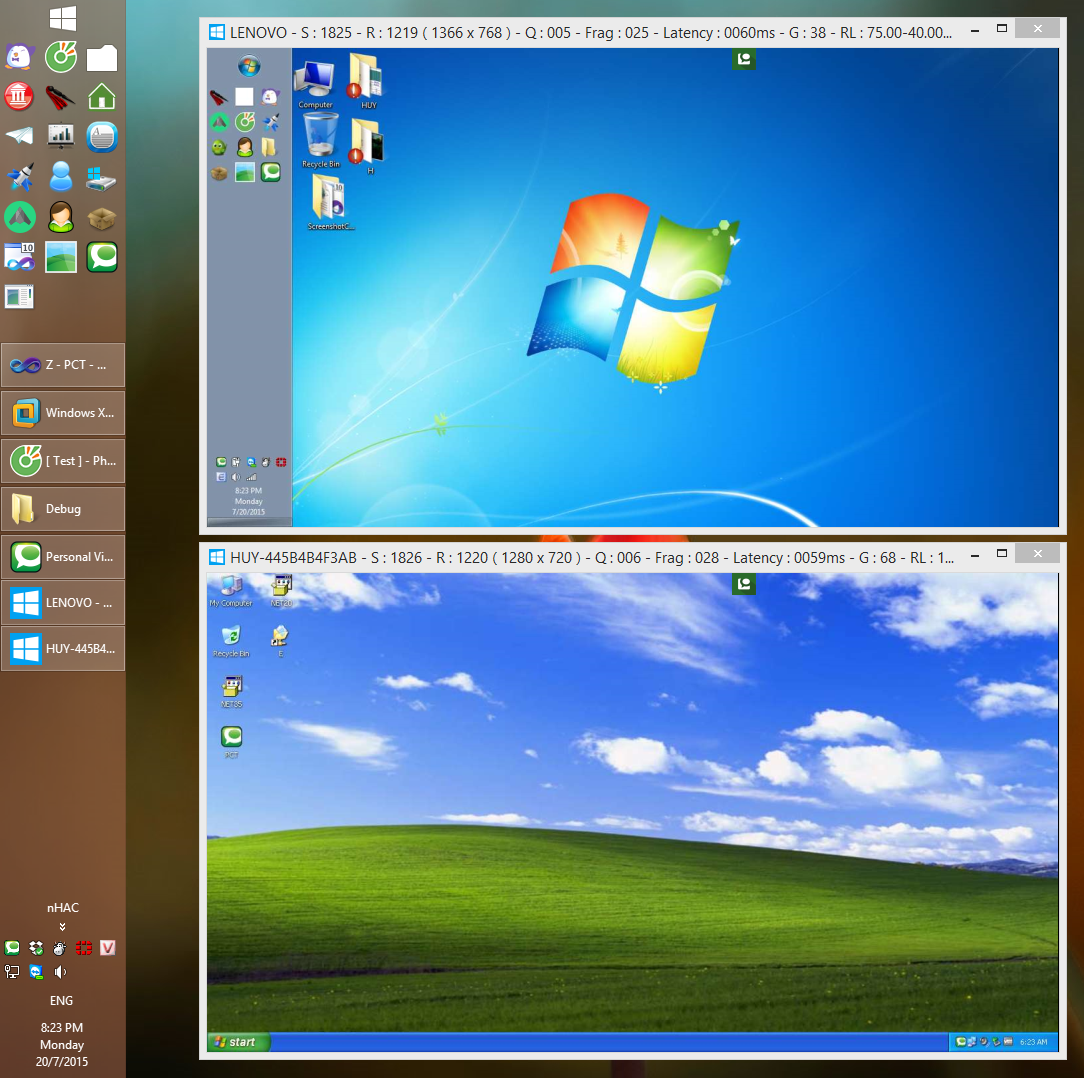 10
Z - PCT - ...
Windows X...
[ Test ] - Ph...
Debug
Personal Vi...
LENOVO - ...
HUY-445B4...
nHAC
ENG
8:23 PM
Monday
20/7/2015
LENOVO - S : 1825 - R : 1219 ( 1366 x 768 ) - Q : 005 - Frag : 025 - Latency : 0060ms - G : 38 - RL : 75.00-40.00...
Computer
HUY
Recycle Bin
H
10
ScreenshotC...
8:23 PM
Monday
7/20/2015
HUY-445B4B4F3AB - S : 1826 - R : 1220 ( 1280 x 720 ) - Q : 006 - Frag : 028 - Latency : 0059ms - G : 68 - RL : 1...
My Computer
NET20
Recycle Bin
E
NET35
PCT
start
6:23 AM